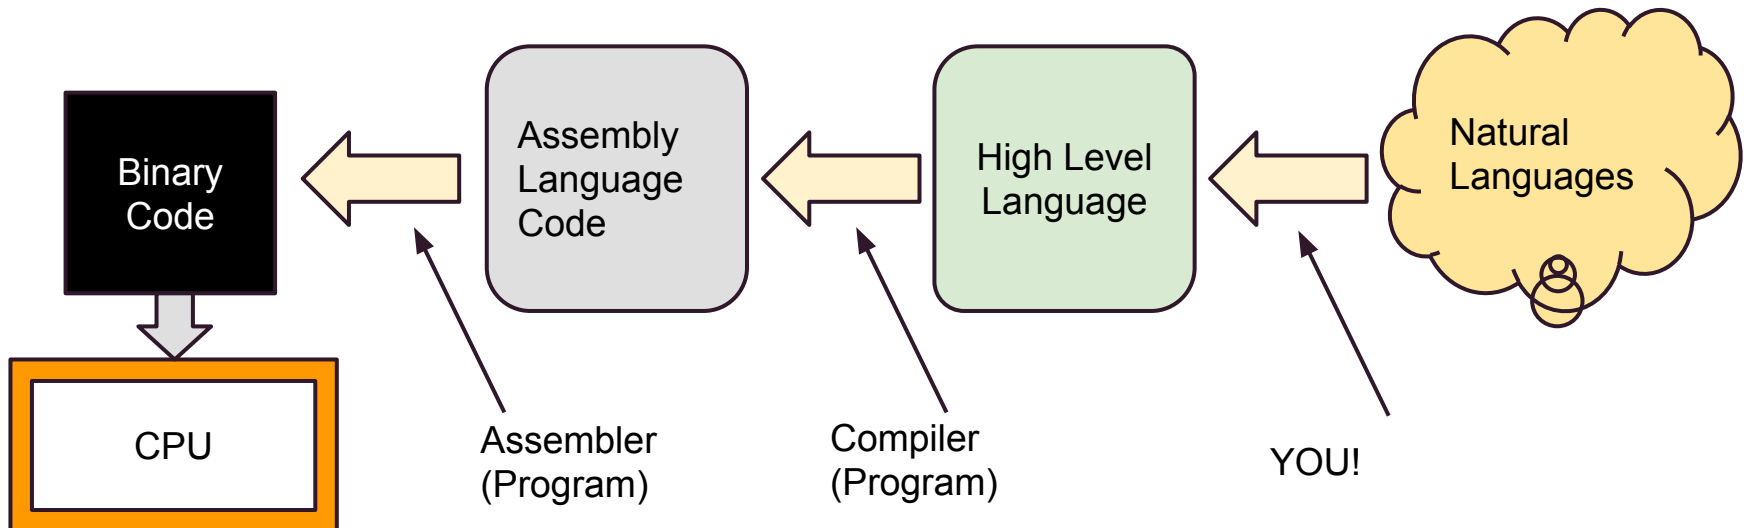 Binary
Code
Assembly
Language
Code
High Level
Language
Natural
Languages
CPU
Assembler
(Program)
Compiler
(Program)
YOU!